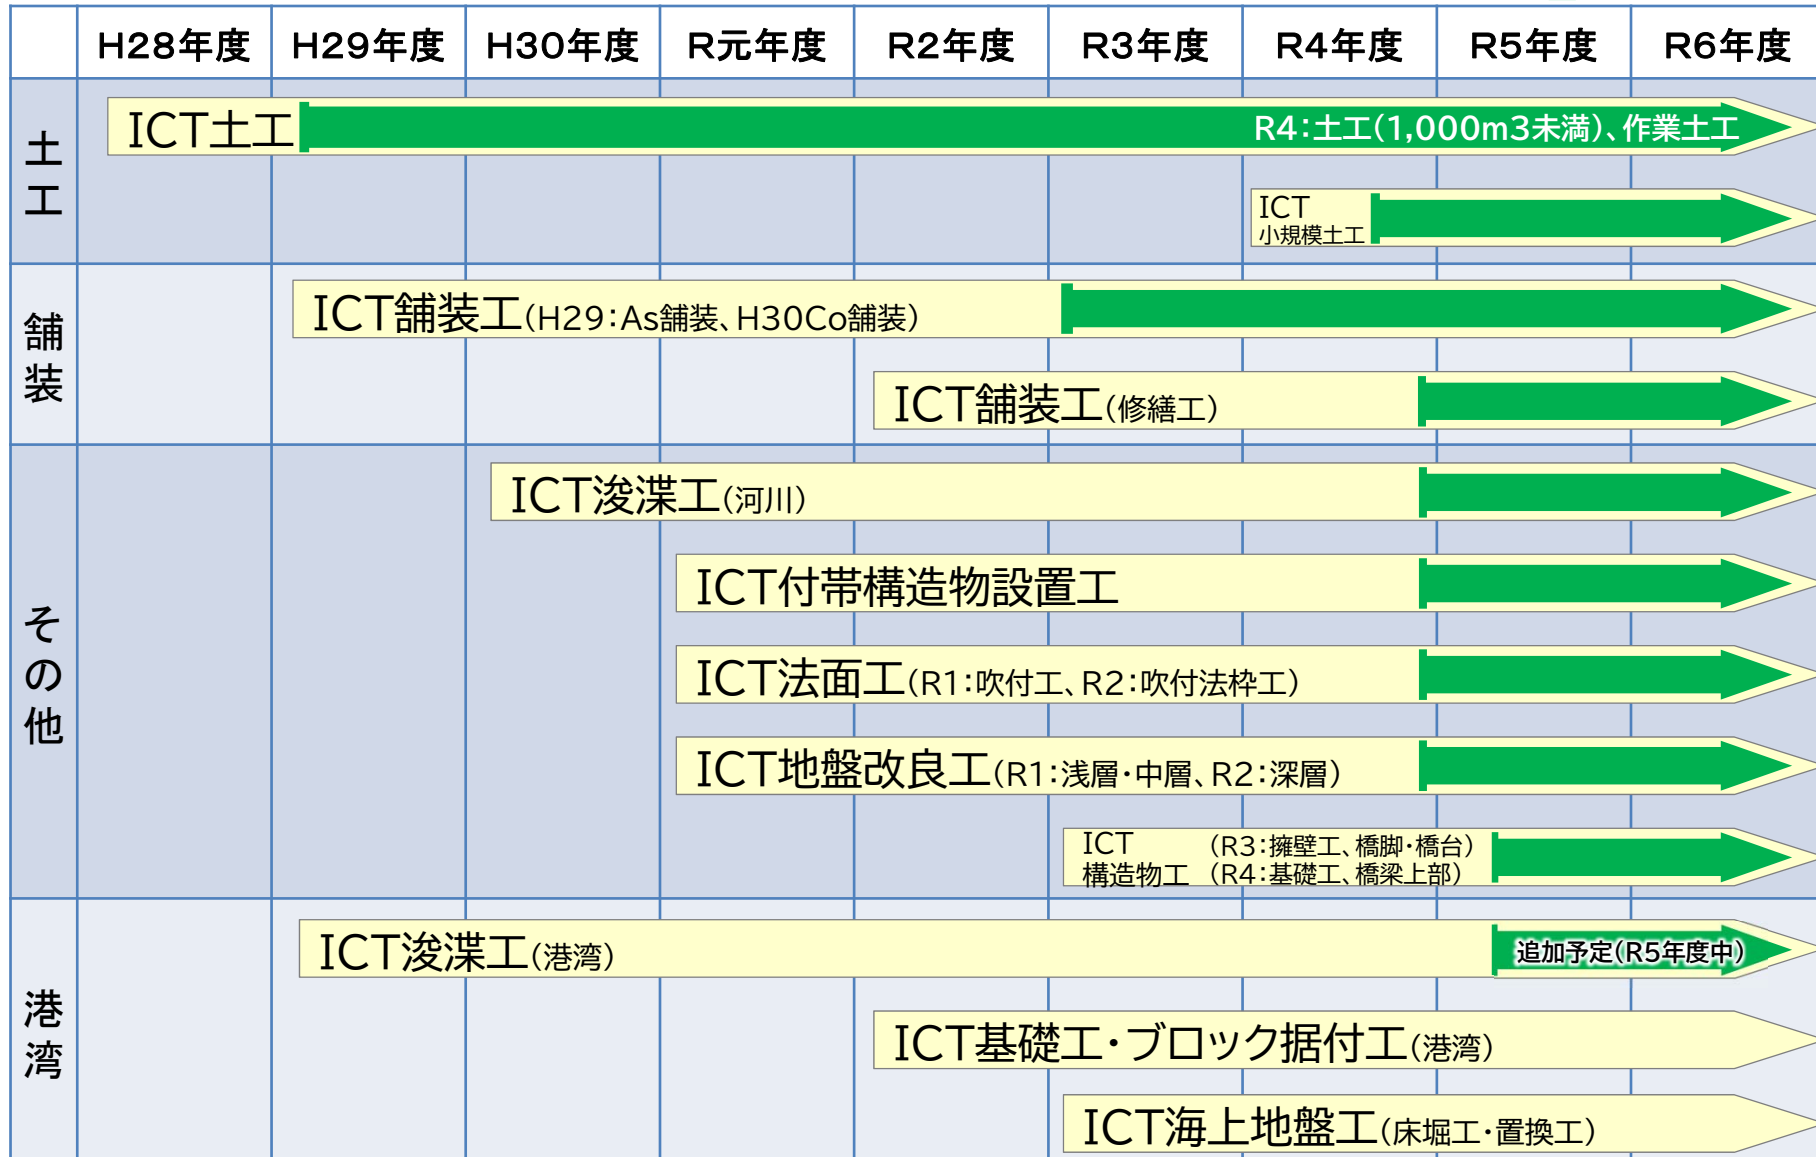 H28年度 H29年度 H30年度 R元年度 R2年度 R3年度 R4年度 R5年度 R6年度
土工
ICT土工
R4：土工（1,000m3未満）、作業土工
ICT
小規模土工
舗装
ICT舗装工（H29：As舗装、H30Co舗装）
ICT舗装工（修繕工）
その他
ICT浚渫工（河川）
ICT付帯構造物設置工
ICT法面工（R1：吹付工、R2：吹付法枠工）
ICT地盤改良工（R1：浅層・中層、R2：深層）
ICT （R3：擁壁工、橋脚・橋台）
構造物工 （R4：基礎工、橋梁上部）
港湾
ICT浚渫工（港湾）
追加予定（R5年度中）
ICT基礎工・ブロック据付工（港湾）
ICT海上地盤工（床堀工・置換工）